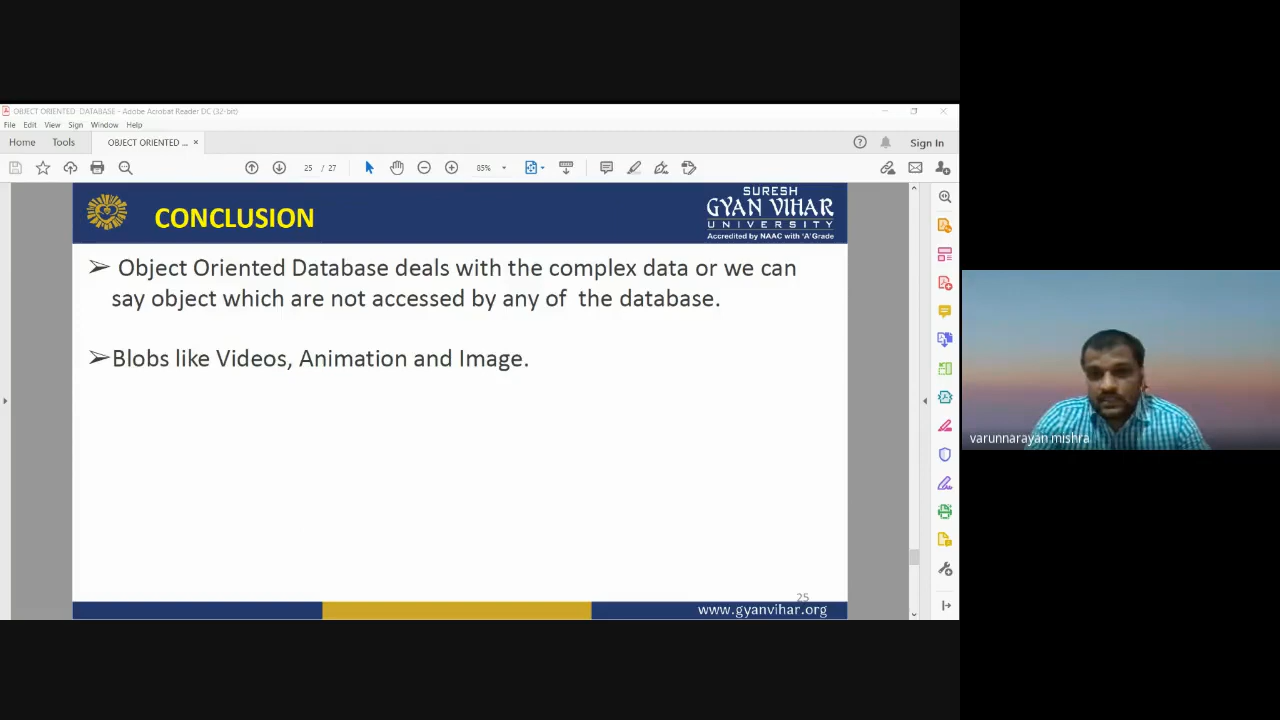 OBJECT ORIENTED DATABASE - Adobe Acrobat Reader DC (32-bit)
File Edit View Sign Window Help
Home Tools OBJECT ORIENTED ... × Sign In
25 / 27 85%
SURESH
GYAN VIHAR
UNIVERSITY
Accredited by NAAC with 'A' Grade
CONCLUSION
➢ Object Oriented Database deals with the complex data or we can
say object which are not accessed by any of the database.
➢Blobs like Videos, Animation and Image.
varunnarayan mishra
25
www.gyanvihar.org